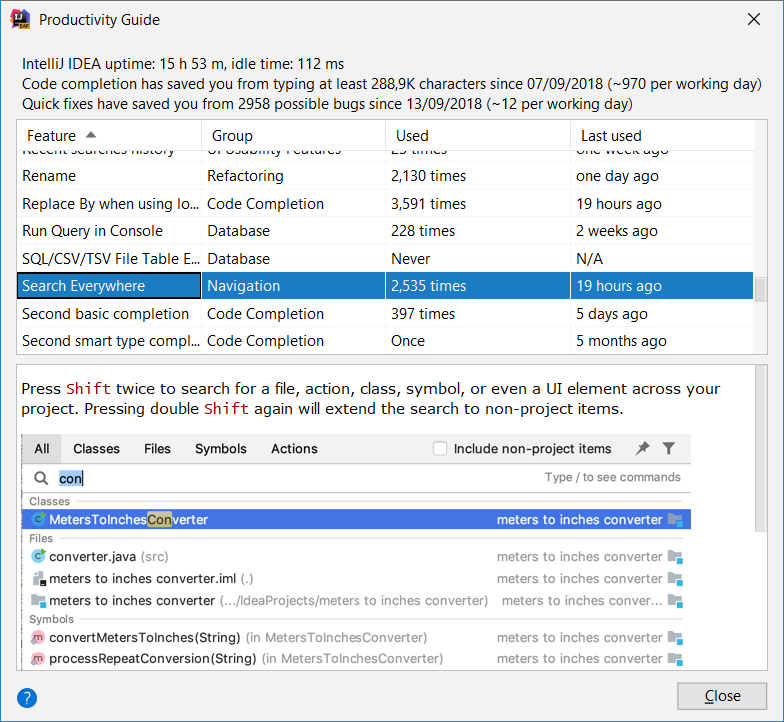 Productivity Guide
IntelliJ IDEA uptime: 15 h 53 m, idle time: 112 ms
Code completion has saved you from typing at least 288,9K characters since 07/09/2018 (~970 per working day)
Quick fixes have saved you from 2958 possible bugs since 13/09/2018 (~12 per working day)
Feature Group Used Last used
Recent searches history UI Usability Features 25 times one week ago
Rename Refactoring 2,130 times one day ago
Replace By when using lo... Code Completion 3,591 times 19 hours ago
Run Query in Console Database 228 times 2 weeks ago
SQL/CSV/TSV File Table E... Database Never N/A
Search Everywhere Navigation 2,535 times 19 hours ago
Second basic completion Code Completion 397 times 5 days ago
Second smart type compl... Code Completion Once 5 months ago
Press Shift twice to search for a file, action, class, symbol, or even a UI element across your
project. Pressing double Shift again will extend the search to non-project items.
All Classes Files Symbols Actions Include non-project items
con Type / to see commands
Classes
MetersToInchesConverter meters to inches converter
Files
converter.java (src) meters to inches converter
meters to inches converter.iml (.) meters to inches converter
meters to inches converter (.../IdeaProjects/meters to inches converter) meters to inches conver...
Symbols
convertMetersToInches(String) (in MetersToInchesConverter) meters to inches converter
processRepeatConversion(String) (in MetersToInchesConverter) meters to inches converter
? Close